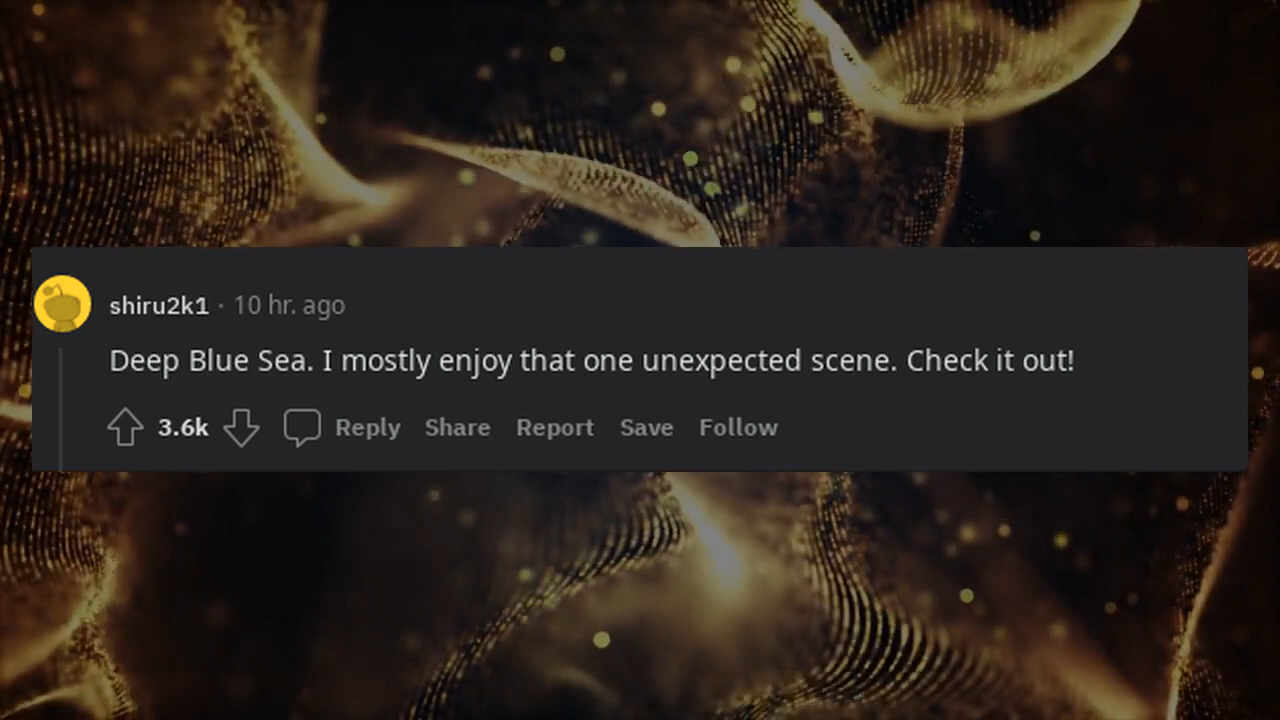 shiru2k1 · 10 hr. ago
Deep Blue Sea. I mostly enjoy that one unexpected scene. Check it out!
3.6k Reply Share Report Save Follow